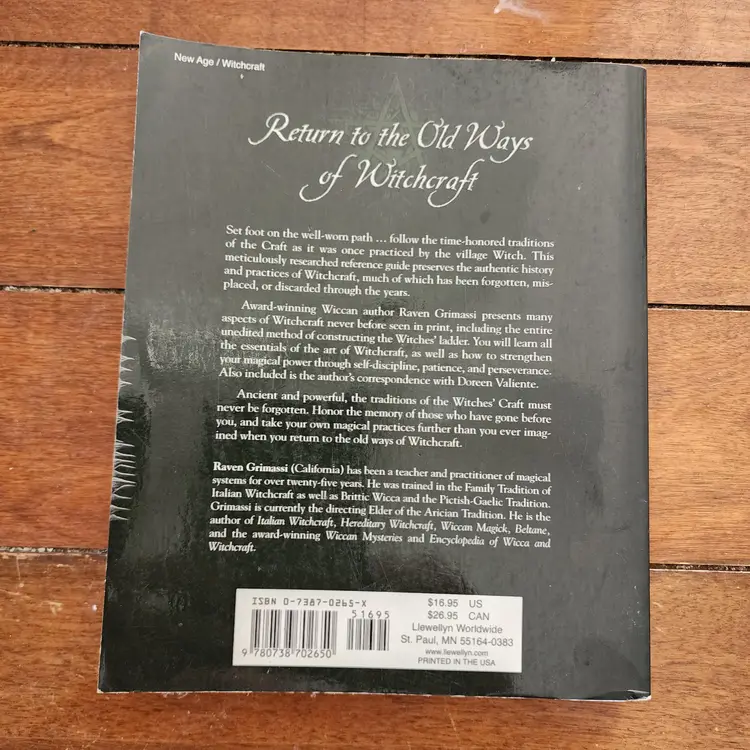 New Age / Witchcraft
Return to the Old Ways
of Witchcraft
Set foot on the well-worn path ... follow the time-honored traditions
of the Craft as it was once practiced by the village Witch. This
meticulously researched reference guide preserves the authentic history
and practices of Witchcraft, much of which has been forgotten, mis-
placed, or discarded through the years.
Award-winning Wiccan author Raven Grimassi presents many
aspects of Witchcraft never before seen in print, including the entire
unedited method of constructing the Witches' ladder. You will learn all
the essentials of the art of Witchcraft, as well as how to strengthen
your magical power through self-discipline, patience, and perseverance.
Also included is the author's correspondence with Doreen Valiente.
Ancient and powerful, the traditions of the Witches' Craft must
never be forgotten. Honor the memory of those who have gone before
you, and take your own magical practices further than you ever imag-
ined when you return to the old ways of Witchcraft.
Raven Grimassi (California) has been a teacher and practitioner of magical
systems for over twenty-five years. He was trained in the Family Tradition of
Italian Witchcraft as well as Brittic Wicca and the Pictish-Gaelic Tradition.
Grimassi is currently the directing Elder of the Arician Tradition. He is the
author of Italian Witchcraft, Hereditary Witchcraft, Wiccan Magick, Beltane,
and the award-winning Wiccan Mysteries and Encyclopedia of Wicca and
Witchcraft.
ISBN 0-7387-0265-X
51695
9 780738 702650
$16.95 US
$26.95 CAN
Llewellyn Worldwide
St. Paul, MN 55164-0383
www.llewellyn.com
PRINTED IN THE USA